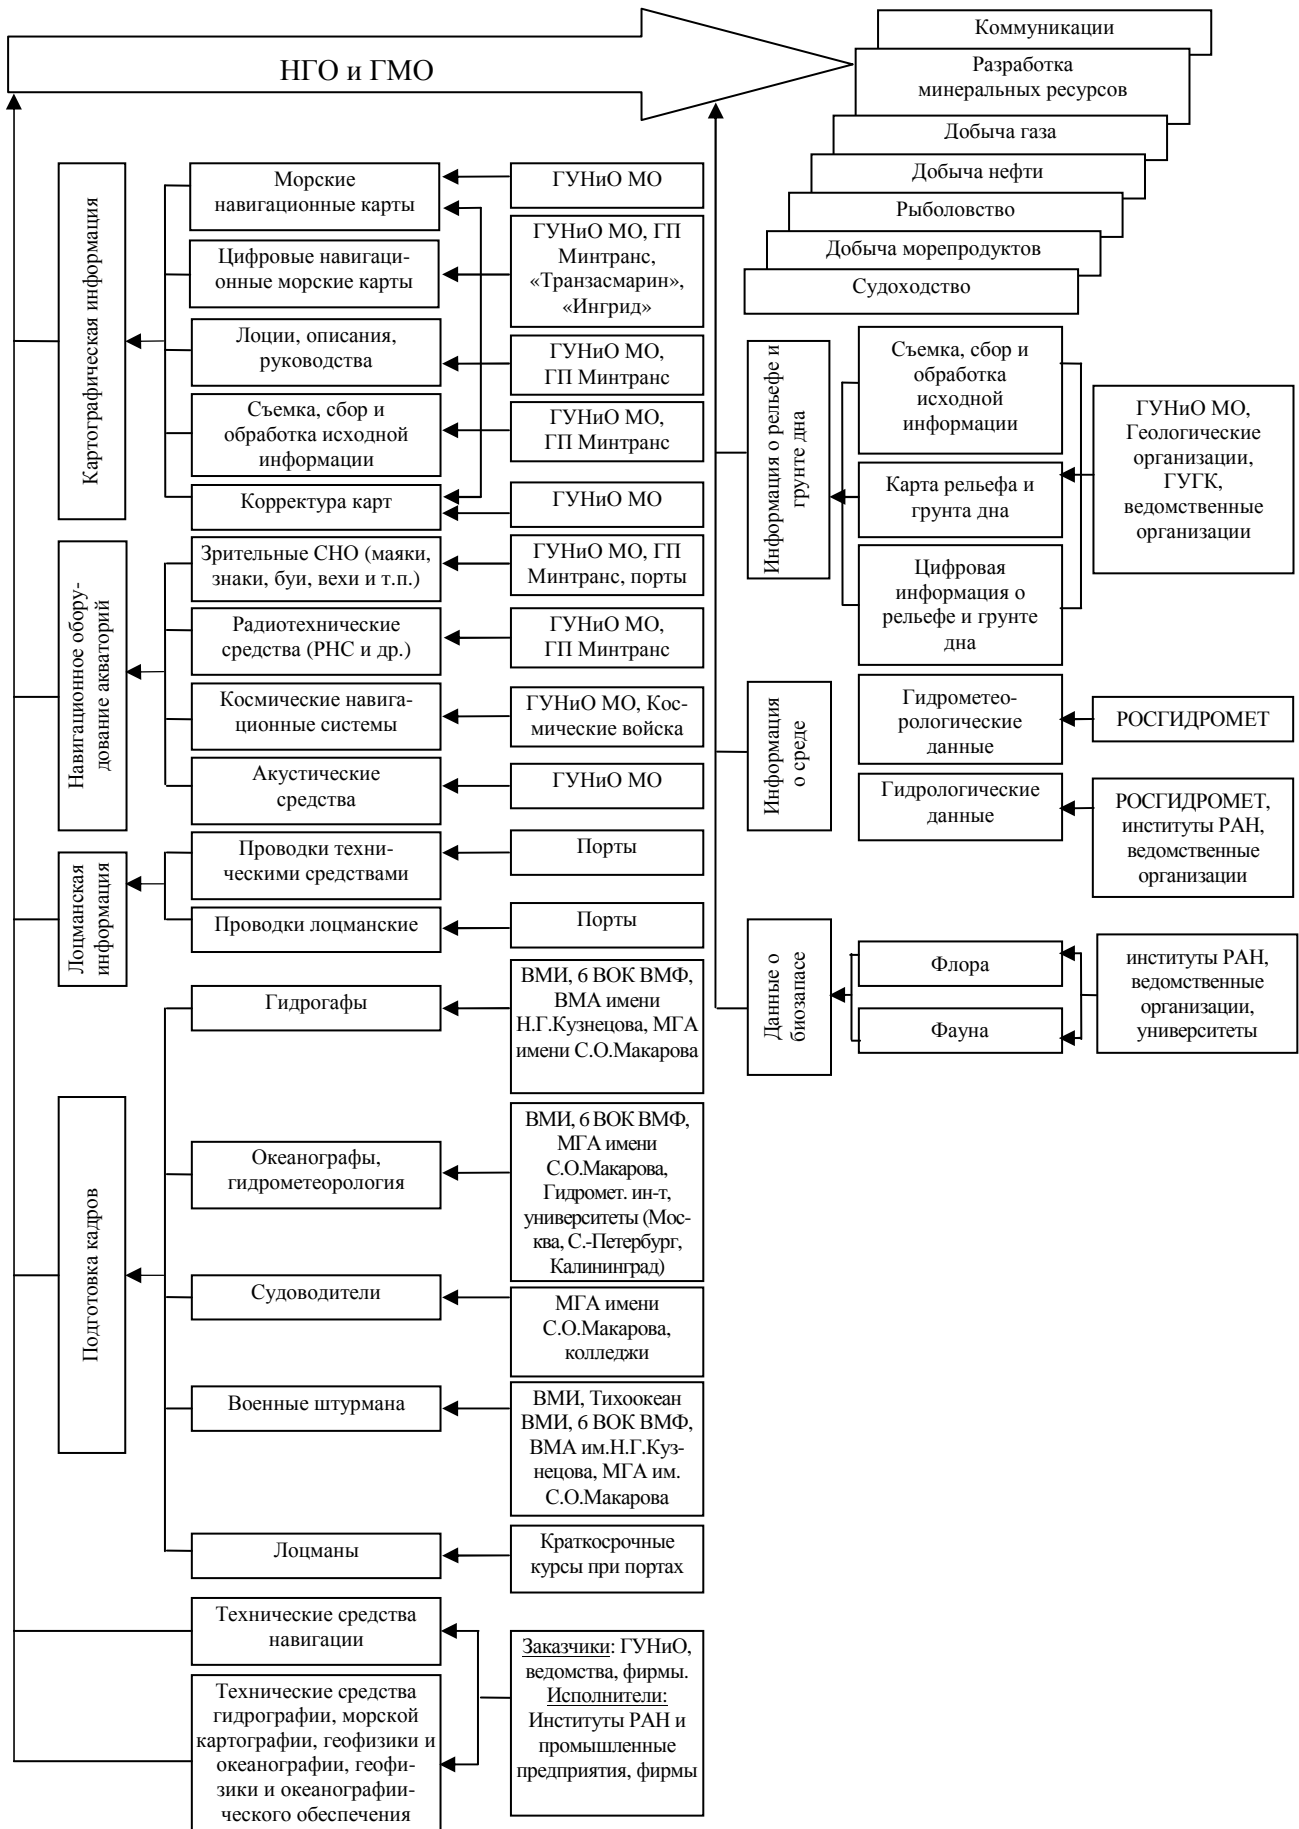 НГО и ГМО
Коммуникации
Разработка
минеральных ресурсов
Добыча газа
Добыча нефти
Рыболовство
Добыча морепродуктов
Судоходство
Картографическая информация
Морские
навигационные карты
ГУНиО МО
Цифровые навигаци-
онные морские карты
ГУНиО МО, ГП
Минтранс,
«Транзасмарин»,
«Ингрид»
Лоции, описания,
руководства
ГУНиО МО,
ГП Минтранс
Съемка, сбор и
обработка исходной
информации
ГУНиО МО,
ГП Минтранс
Корректура карт
ГУНиО МО
Навигационное обору-
дование акваторий
Зрительные СНО (маяки,
знаки, буи, вехи и т.п.)
ГУНиО МО, ГП
Минтранс, порты
Радиотехнические
средства (РНС и др.)
ГУНиО МО,
ГП Минтранс
Космические навига-
ционные системы
ГУНиО МО, Кос-
мические войска
Акустические
средства
ГУНиО МО
Лоцманская
информация
Проводки техни-
ческими средствами
Порты
Проводки лоцманские
Порты
Подготовка кадров
Гидрогафы
ВМИ, 6 ВОК ВМФ,
ВМА имени
Н.Г.Кузнецова, МГА
имени С.О.Макарова
Океанографы,
гидрометеорология
ВМИ, 6 ВОК ВМФ,
МГА имени
С.О.Макарова,
Гидромет. ин-т,
университеты (Мос-
ква, С.-Петербург,
Калининград)
Судоводители
МГА имени
С.О.Макарова,
колледжи
Военные штурмана
ВМИ, Тихоокеан
ВМИ, 6 ВОК ВМФ,
ВМА им.Н.Г.Куз-
нецова, МГА им.
С.О.Макарова
Лоцманы
Краткосрочные
курсы при портах
Технические средства
навигации
Технические средства
гидрографии, морской
картографии, геофизики и
океанографии, геофи-
зики и океанографии-
ческого обеспечения
Заказчики: ГУНиО,
ведомства, фирмы.
Исполнители:
Институты РАН и
промышленные
предприятия, фирмы
Информация о рельефе и
грунте дна
Съемка, сбор и
обработка
исходной
информации
Карта рельефа и
грунта дна
Цифровая
информация о
рельефе и грунте
дна
ГУНиО МО,
Геологические
организации,
ГУГК,
ведомственные
организации
Информация
о среде
Гидрометео-
рологические
данные
РОСГИДРОМЕТ
Гидрологические
данные
РОСГИДРОМЕТ,
институты РАН,
ведомственные
организации
Данные о
биозапасе
Флора
Фауна
институты РАН,
ведомственные
организации,
университеты